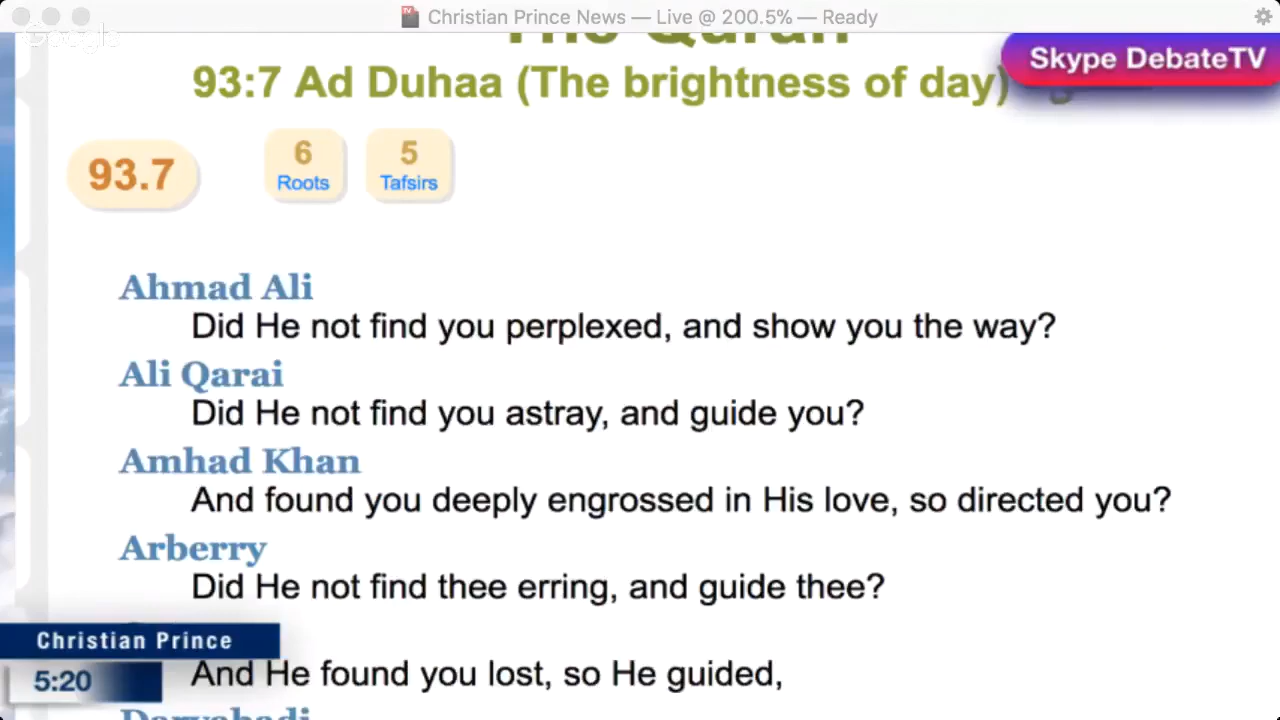 Christian Prince News — Live @ 200.5% — Ready
Google
The Quran
Skype DebateTV
93:7 Ad Duhaa (The brightness of day)
93.7
6
Roots
5
Tafsirs
Ahmad Ali
Did He not find you perplexed, and show you the way?
Ali Qarai
Did He not find you astray, and guide you?
Amhad Khan
And found you deeply engrossed in His love, so directed you?
Arberry
Did He not find thee erring, and guide thee?
Christian Prince
5:20
And He found you lost, so He guided,
Daryabadi